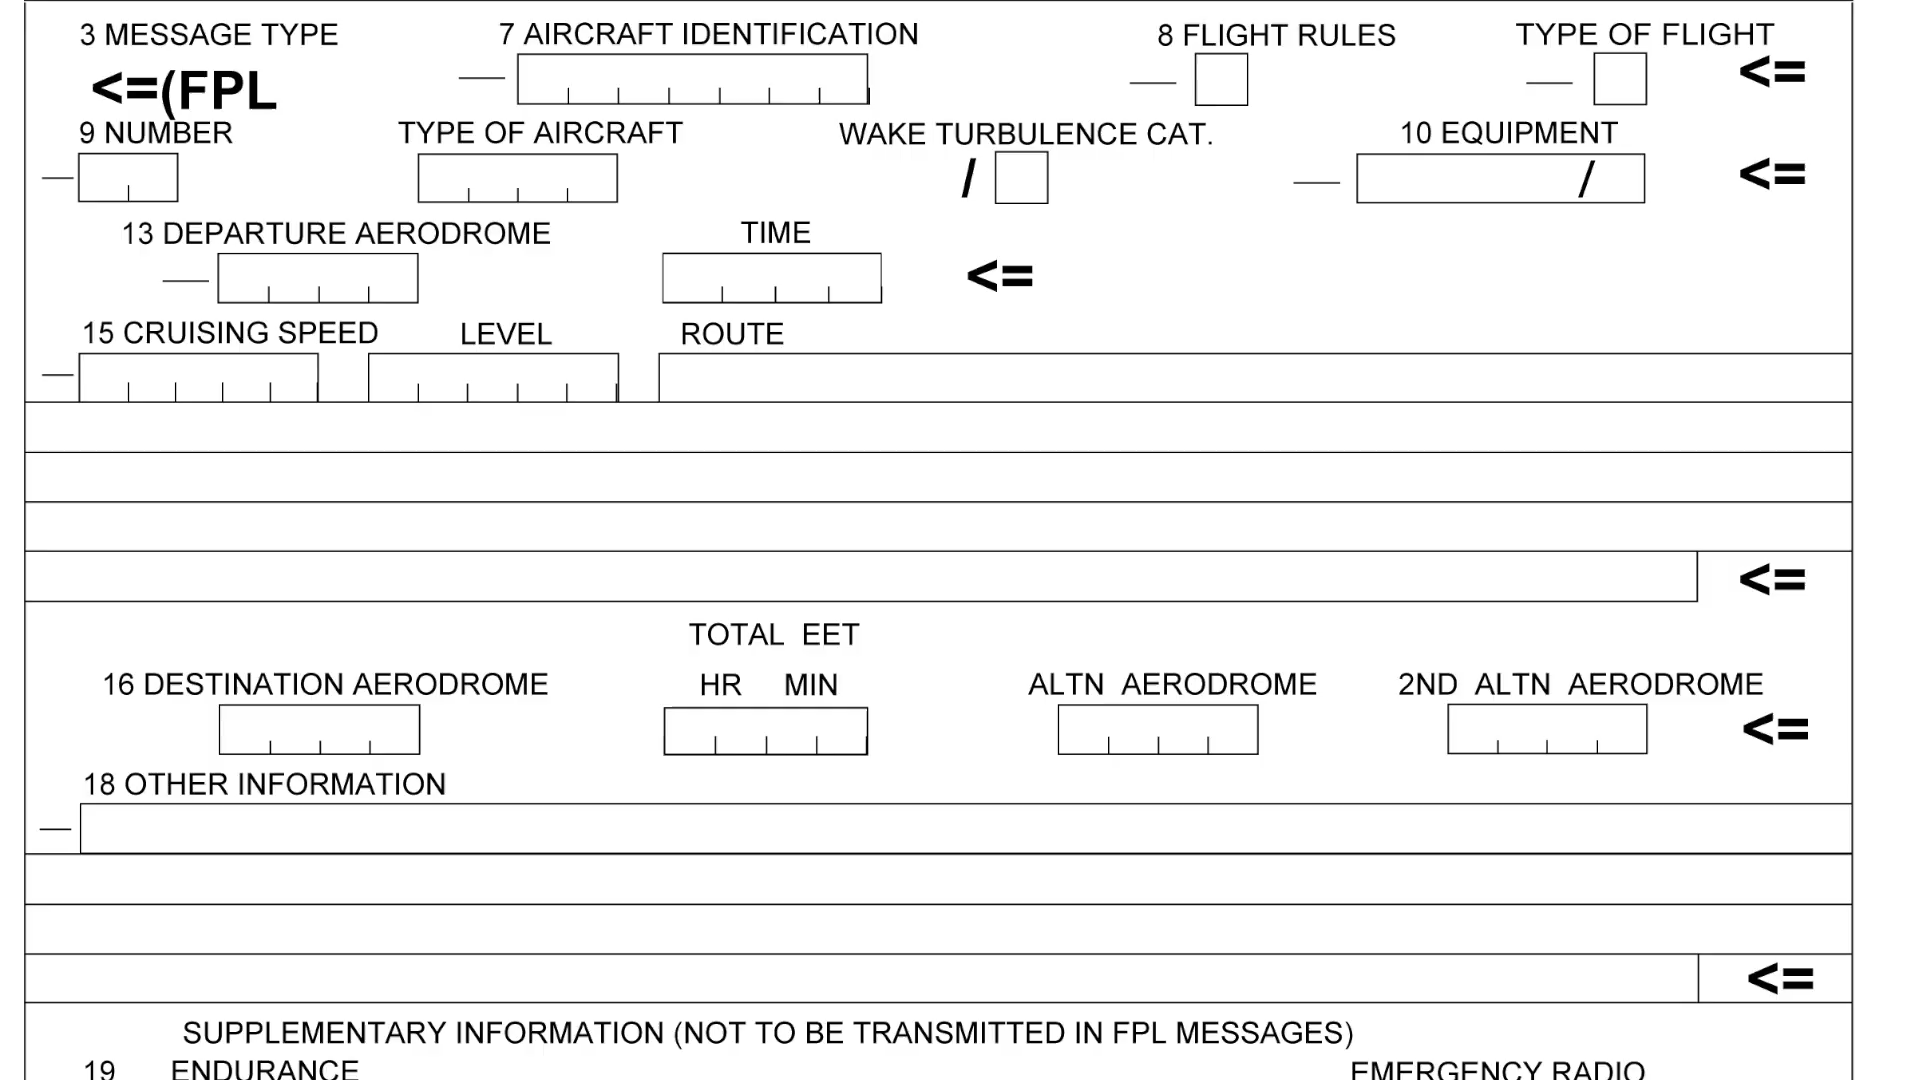 3 MESSAGE TYPE 7 AIRCRAFT IDENTIFICATION 8 FLIGHT RULES TYPE OF FLIGHT
<=(FPL <=
9 NUMBER TYPE OF AIRCRAFT WAKE TURBULENCE CAT. 10 EQUIPMENT
/ / <=
13 DEPARTURE AERODROME TIME
<=
15 CRUISING SPEED LEVEL ROUTE
<=
TOTAL EET
16 DESTINATION AERODROME HR MIN ALTN AERODROME 2ND ALTN AERODROME
<=
18 OTHER INFORMATION
<=
SUPPLEMENTARY INFORMATION (NOT TO BE TRANSMITTED IN FPL MESSAGES)
19 ENDURANCE EMERGENCY RADIO